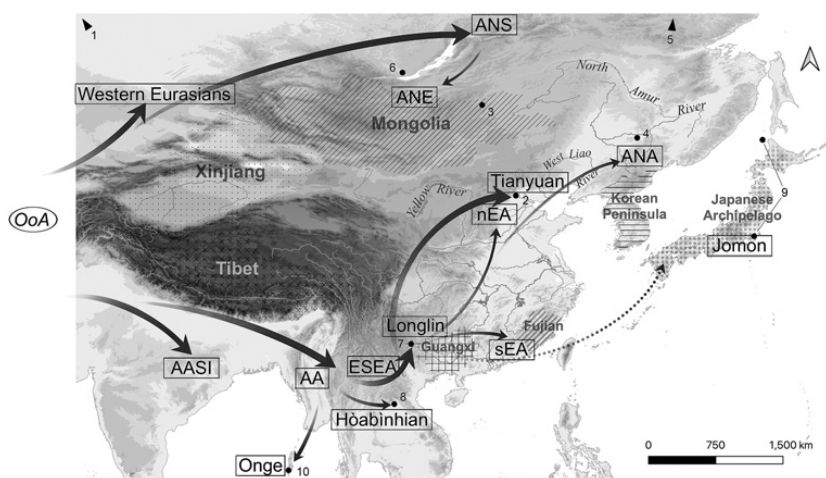 1
ANS
5
6
North
Western Eurasians
ANE
Amur
Mongolia
3
River
4
Xinjiang
West Liao
River
ANA
Tianyuan
2
Yellow River
nEA
Korean
Peninsula
Japanese
Archipelago
9
OoA
Jomon
Tibet
Longlin
Fujian
7
Guangxi
sEA
AASI
AA
ESEA
8
Hòabìnhian
0 750 1,500 km
Onge
10